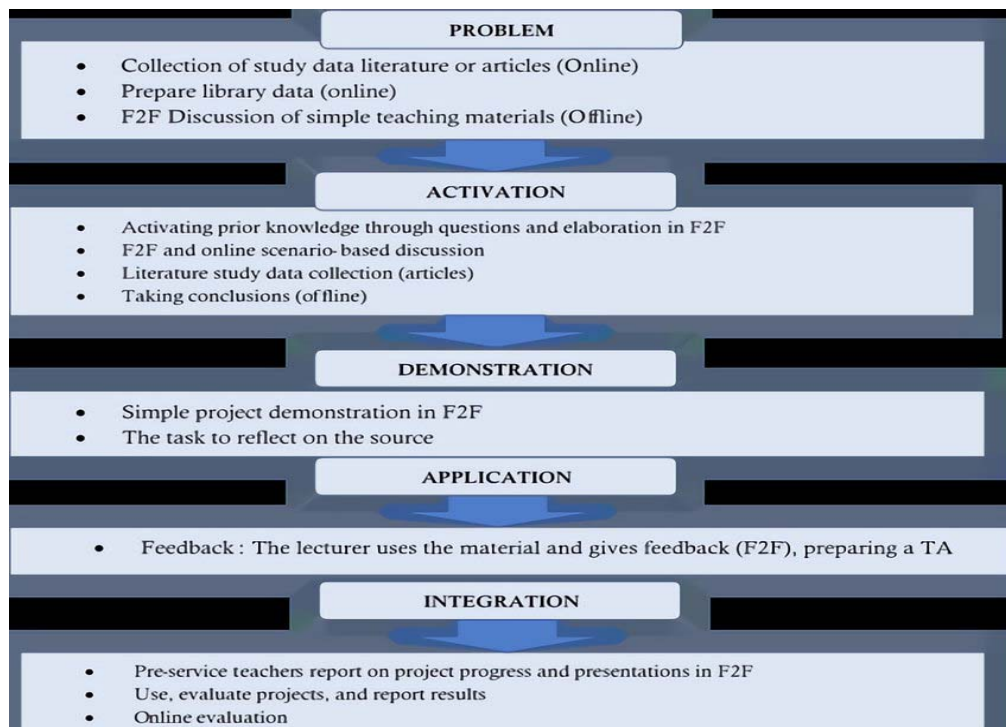 PROBLEM
• Collection of study data literature or articles (Online)
• Prepare library data (online)
• F2F Discussion of simple teaching materials (Offline)
ACTIVATION
• Activating prior knowledge through questions and elaboration in F2F
• F2F and online scenario-based discussion
• Literature study data collection (articles)
• Taking conclusions (offline)
DEMONSTRATION
• Simple project demonstration in F2F
• The task to reflect on the source
APPLICATION
• Feedback : The lecturer uses the material and gives feedback (F2F), preparing a TA
INTEGRATION
• Pre-service teachers report on project progress and presentations in F2F
• Use, evaluate projects, and report results
• Online evaluation